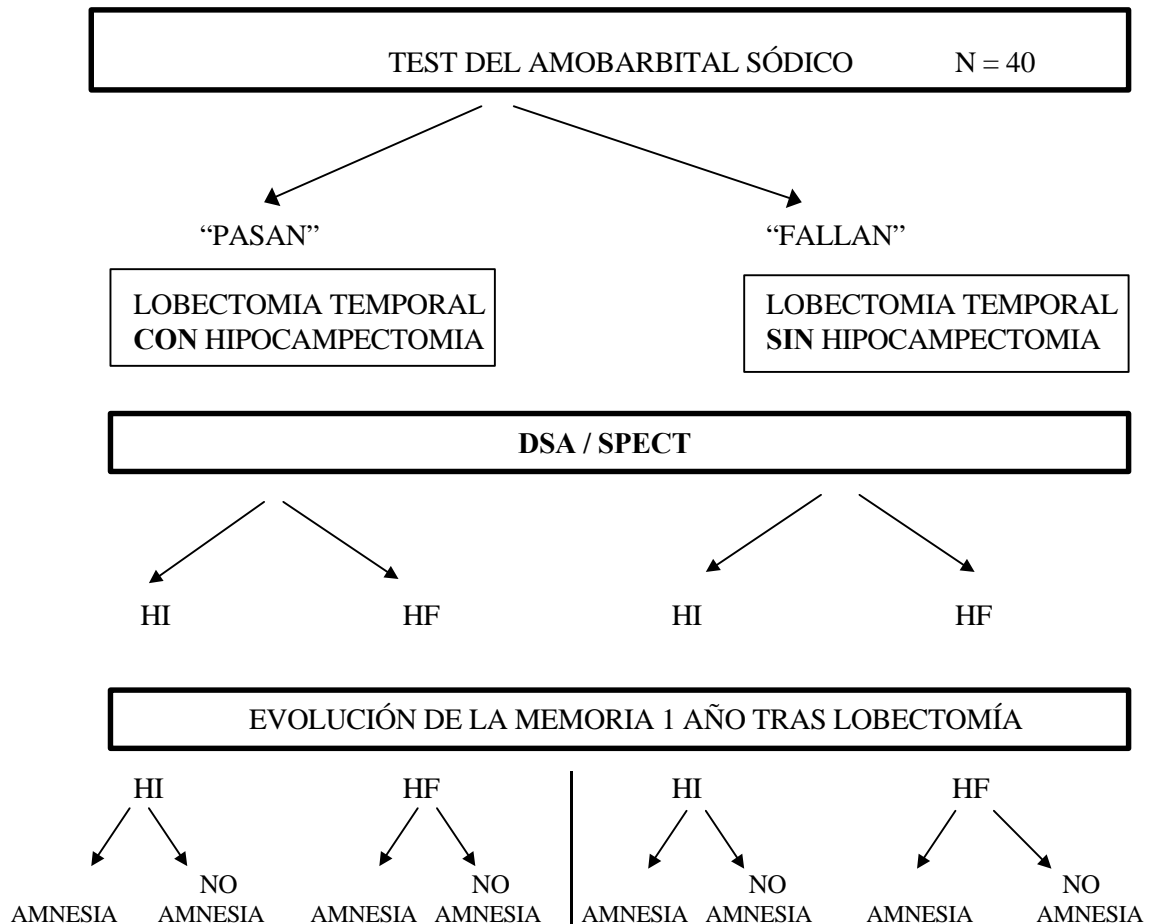 TEST DEL AMOBARBITAL SÓDICO N = 40
“PASAN” “FALLAN”
LOBECTOMIA TEMPORAL
CON HIPOCAMPECTOMIA
LOBECTOMIA TEMPORAL
SIN HIPOCAMPECTOMIA
DSA / SPECT
HI HF HI HF
EVOLUCIÓN DE LA MEMORIA 1 AÑO TRAS LOBECTOMÍA
HI HF HI HF
AMNESIA
NO
AMNESIA
AMNESIA
NO
AMNESIA
AMNESIA
NO
AMNESIA
AMNESIA
NO
AMNESIA